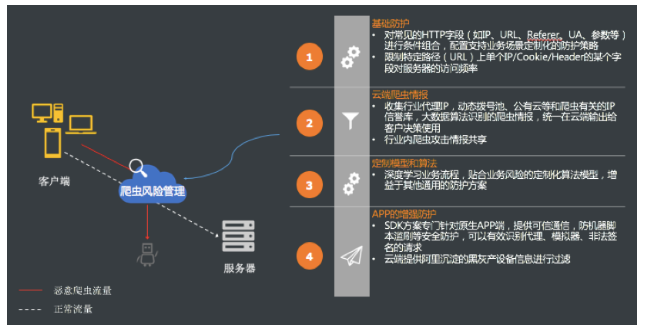 客户端
爬虫风险管理
服务器
恶意爬虫流量
正常流量
1
基础防护
• 对常见的HTTP字段（如IP、URL、Referer、UA、参数等）
进行条件组合，配置支持业务场景定制化的防护策略
• 限制特定路径（URL）上单个IP/Cookie/Header的某个字
段对服务器的访问频率
2
云端爬虫情报
• 收集行业代理IP，动态拨号池、公有云等和爬虫有关的IP
信誉库，大数据算法识别的爬虫情报，统一在云端输出给
客户决策使用
• 行业内爬虫攻击情报共享
3
定制模型和算法
• 深度学习业务流程，贴合业务风险的定制化算法模型，增
益于其他通用的防护方案
4
APP的增强防护
• SDK方案专门针对原生APP端，提供可信通信，防机器脚
本滥刷等安全防护，可以有效识别代理、模拟器、非法签
名的请求
• 云端提供阿里沉淀的黑灰产设备信息进行过滤